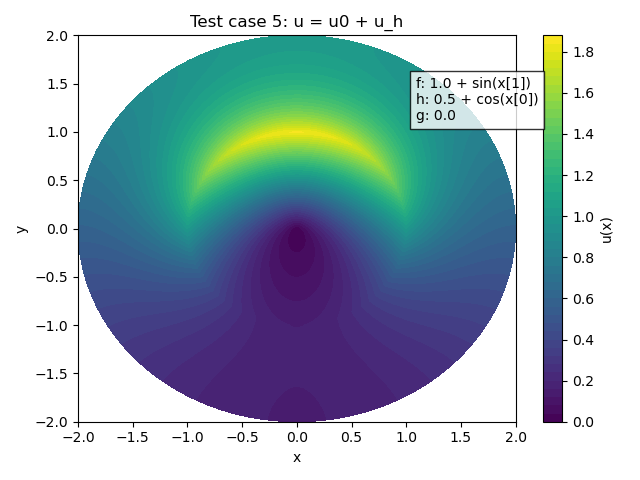 Test case 5: u = u0 + u_h
f: 1.0 + sin(x[1])
h: 0.5 + cos(x[0])
g: 0.0
y
2.0
1.5
1.0
0.5
0.0
−0.5
−1.0
−1.5
−2.0
−2.0 −1.5 −1.0 −0.5 0.0 0.5 1.0 1.5 2.0
x
1.8
1.6
1.4
1.2
1.0
0.8
0.6
0.4
0.2
0.0
u(x)